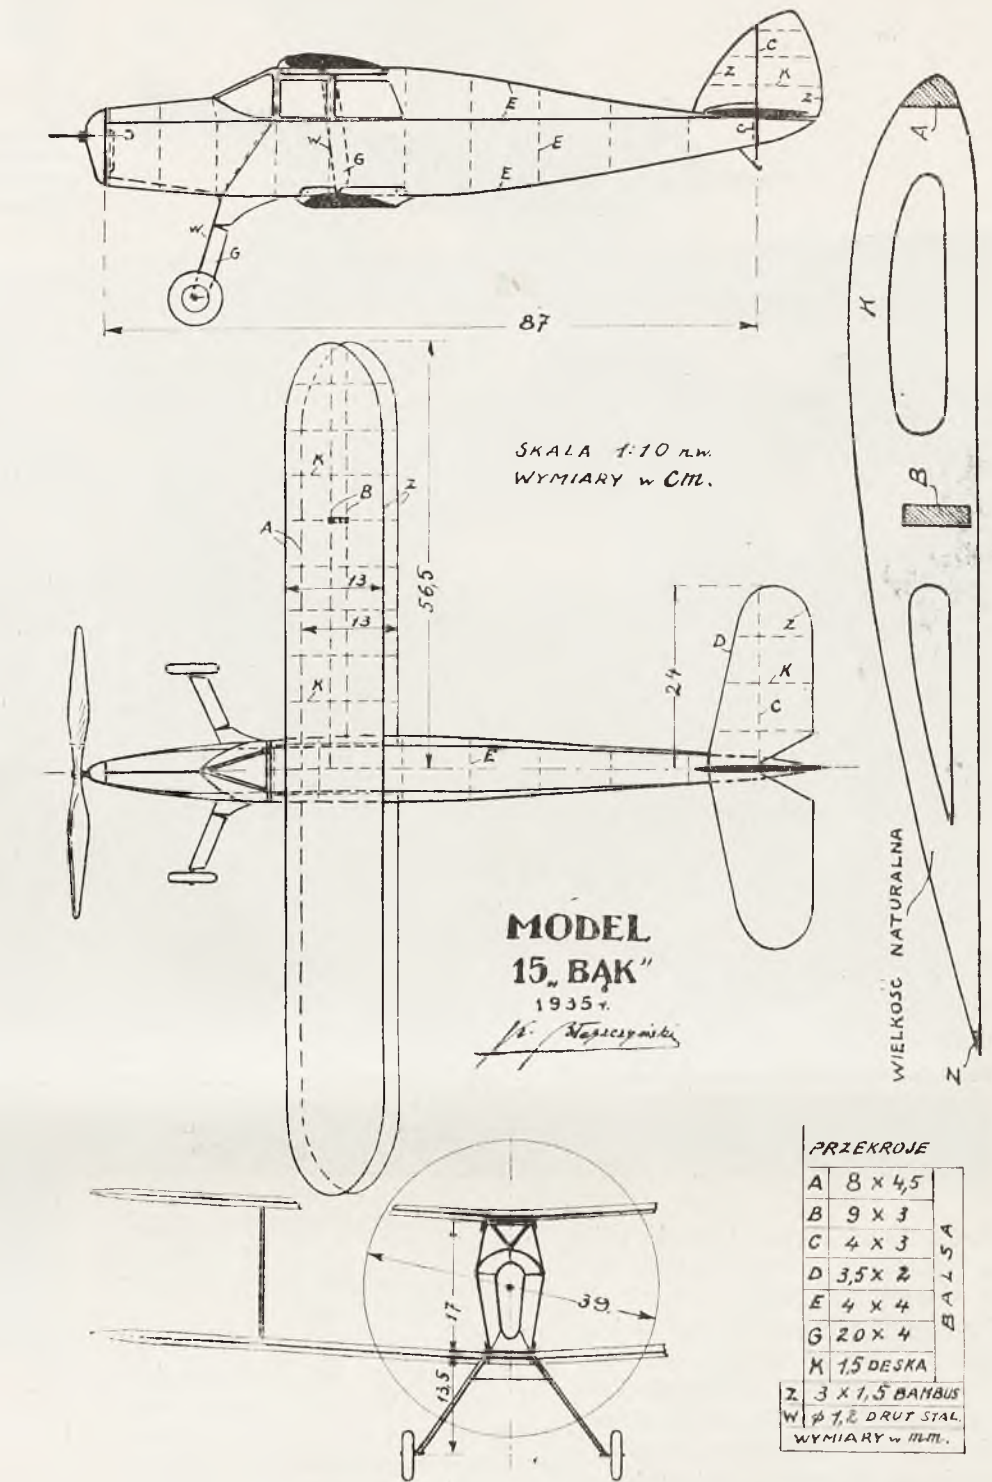 C
Z
K
Z
C
E
W
G
E
E
W
G
87
A
K
B
WIELKOŚĆ NATURALNA
Z
SKALA 1:10 n.w.
WYMIARY w cm.
K
B
Z
A
13
13
56,5
K
E
24
D
Z
K
C
MODEL
15 „BĄK”
1935 r.
39
17
13,5
PRZEKROJE
A 8 × 4,5
B 9 × 3
C 4 × 3
D 3,5 × 2
E 4 × 4
G 20 × 4
K 1,5 DESKA
BALSA
Z 3 × 1,5 BAMBUS
W ϕ 1,2 DRUT STAL.
WYMIARY w mm.